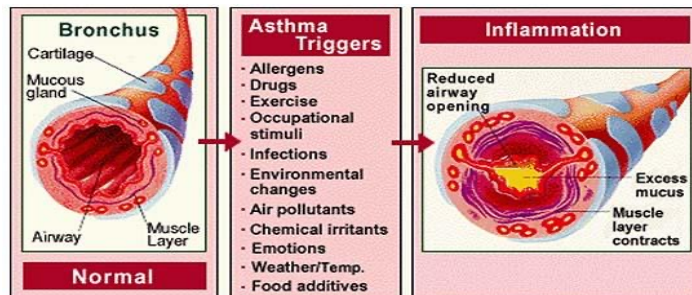 Bronchus
Cartilage
Mucous
gland
Airway
Muscle
Layer
Normal
Asthma
Triggers
· Allergens
· Drugs
· Exercise
· Occupational
stimuli
· Infections
· Environmental
changes
· Air pollutants
· Chemical irritants
· Emotions
· Weather/Temp.
· Food additives
Inflammation
Reduced
airway
opening
Excess
mucus
Muscle
layer
contracts